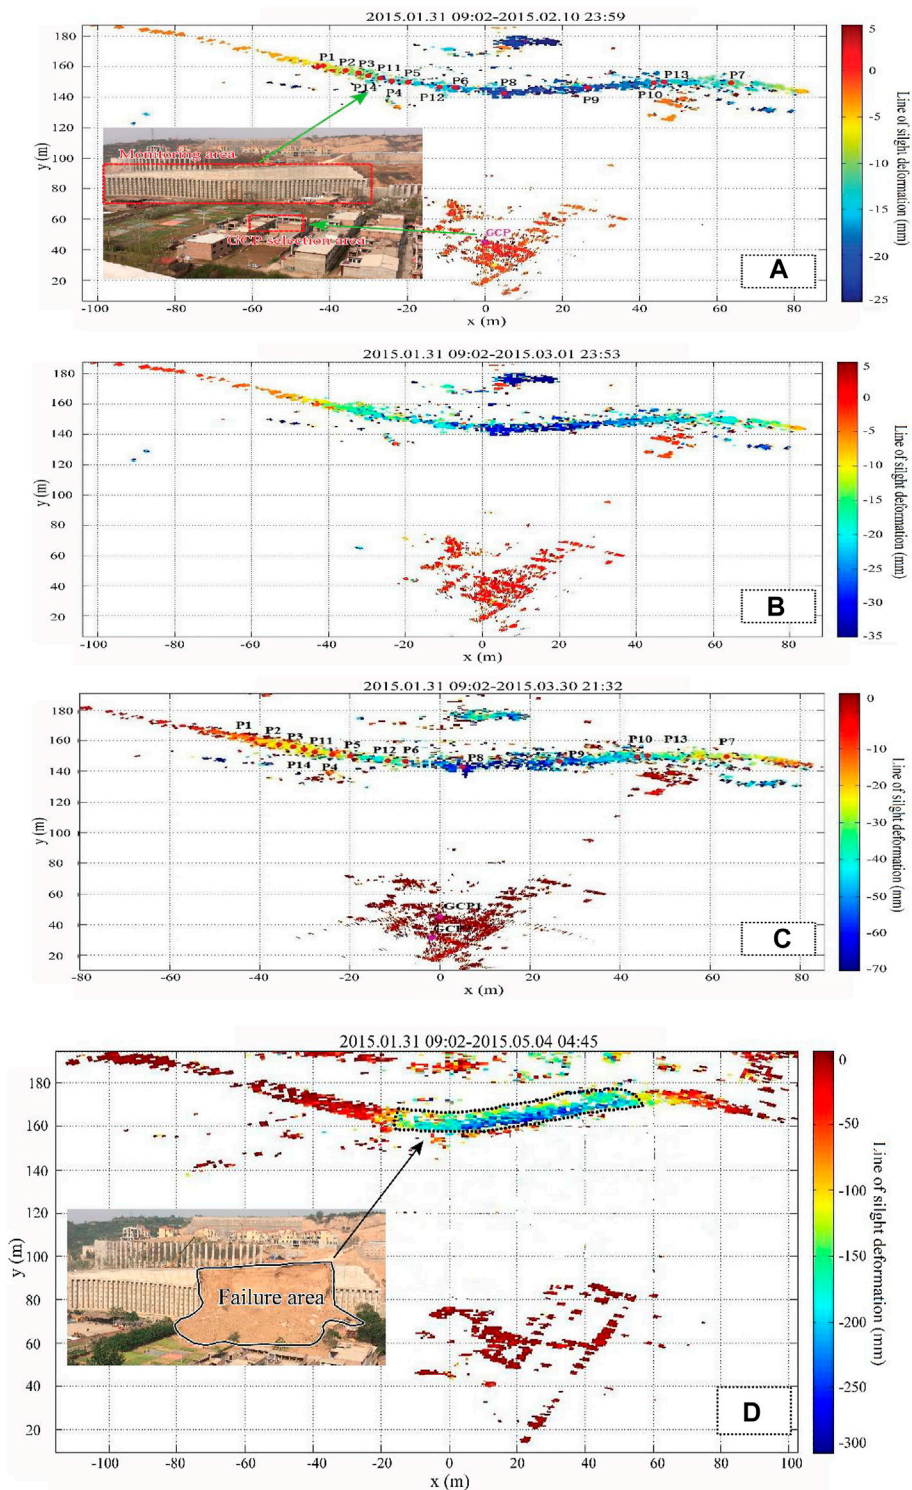 2015.01.31 09:02-2015.02.10 23:59
180
160
140
120
100
80
60
40
20
y (m)
P1 P2 P3 P11 P5 P6 P8 P13 P7
P14 P4 P12 P9 P10
Monitoring area
GCP selection area
GCP
A
-100 -80 -60 -40 -20 0 20 40 60 80
x (m)
5
0
-5
-10
-15
-20
-25
Line of silght deformation (mm)
2015.01.31 09:02-2015.03.01 23:53
180
160
140
120
100
80
60
40
20
y (m)
B
-100 -80 -60 -40 -20 0 20 40 60 80
x (m)
5
0
-5
-10
-15
-20
-25
-30
-35
Line of silght deformation (mm)
2015.01.31 09:02-2015.03.30 21:32
180
160
140
120
100
80
60
40
20
y (m)
P1 P2 P3 P11 P5 P12 P6 P8 P9 P10 P13 P7
P14 P4
GCP1
C
-80 -60 -40 -20 0 20 40 60 80
x (m)
0
-10
-20
-30
-40
-50
-60
-70
Line of silght deformation (mm)
2015.01.31 09:02-2015.05.04 04:45
180
160
140
120
100
80
60
40
20
y (m)
Failure area
D
-100 -80 -60 -40 -20 0 20 40 60 80 100
x (m)
0
-50
-100
-150
-200
-250
-300
Line of silght deformation (mm)